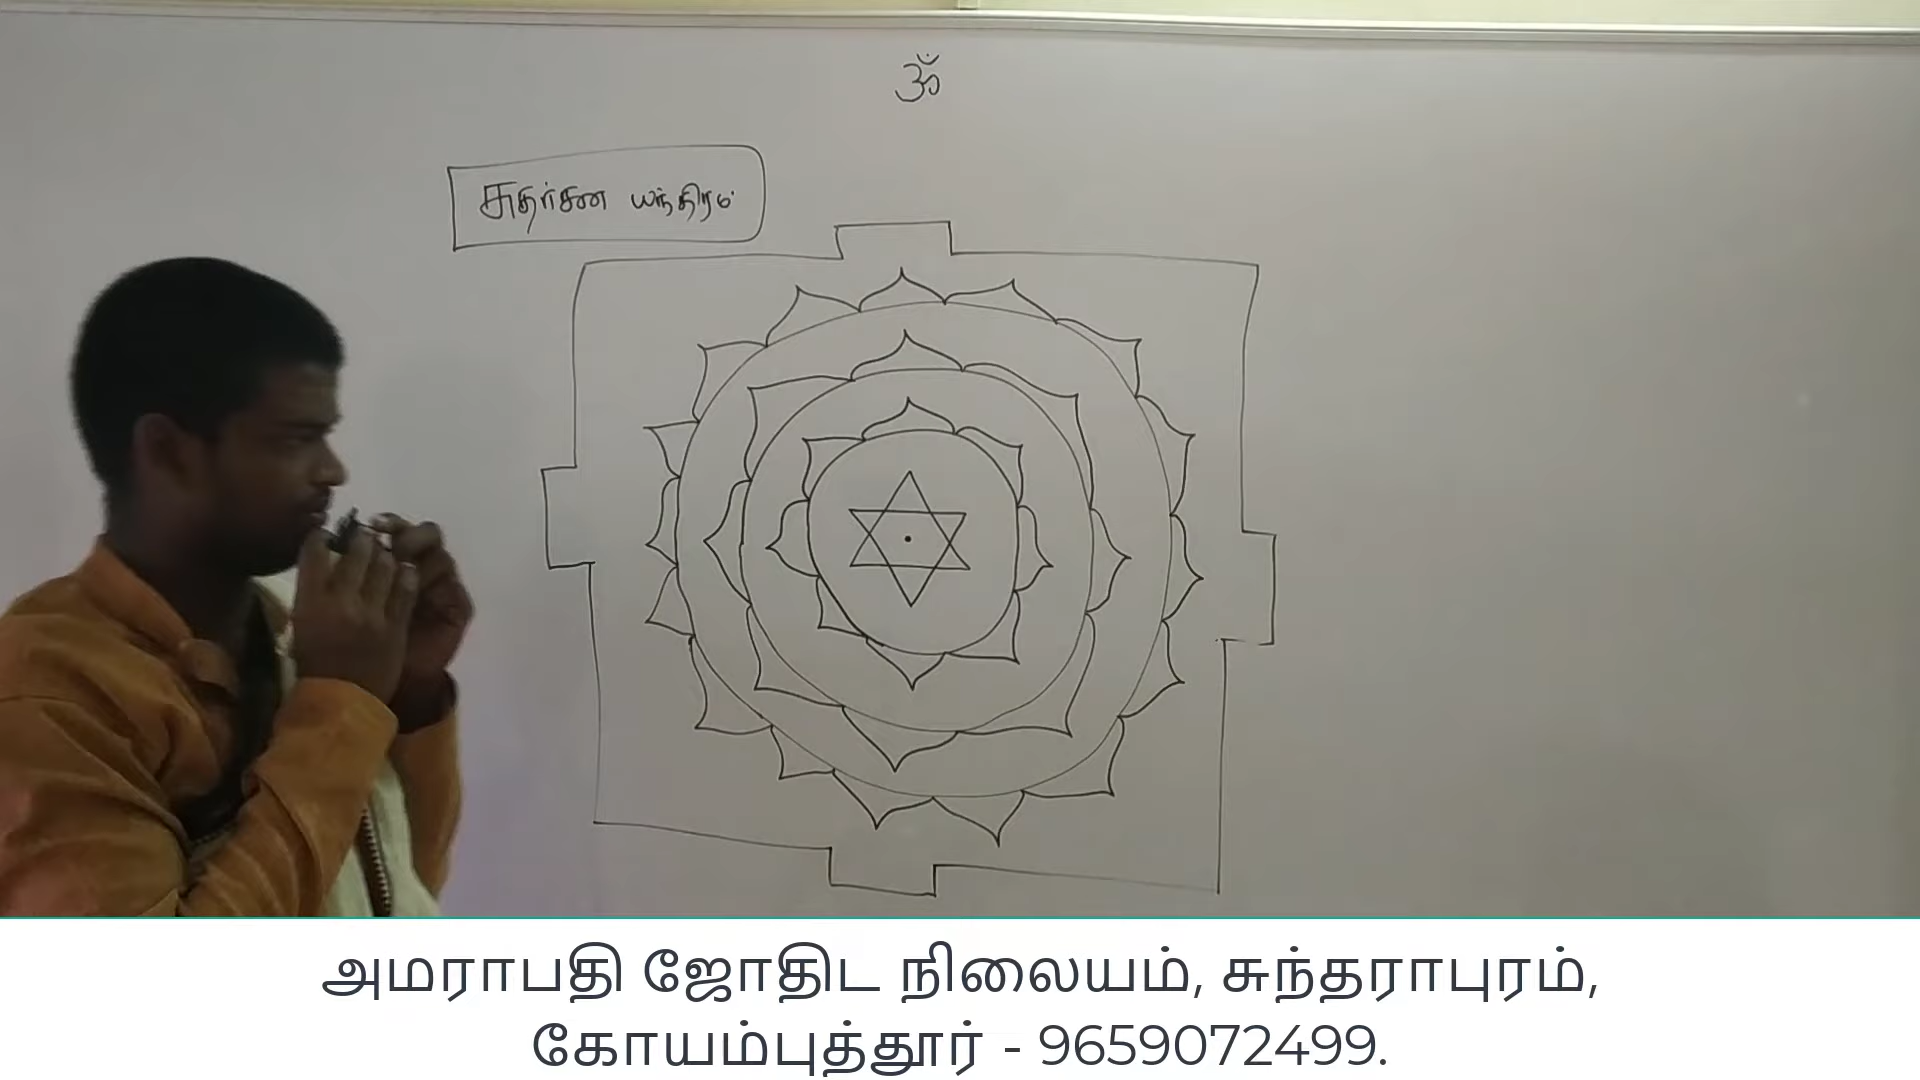 ॐ
சுதர்சன யந்திரம்
அமராபதி ஜோதிட நிலையம், சுந்தராபுரம்,
கோயம்புத்தூர் - 9659072499.